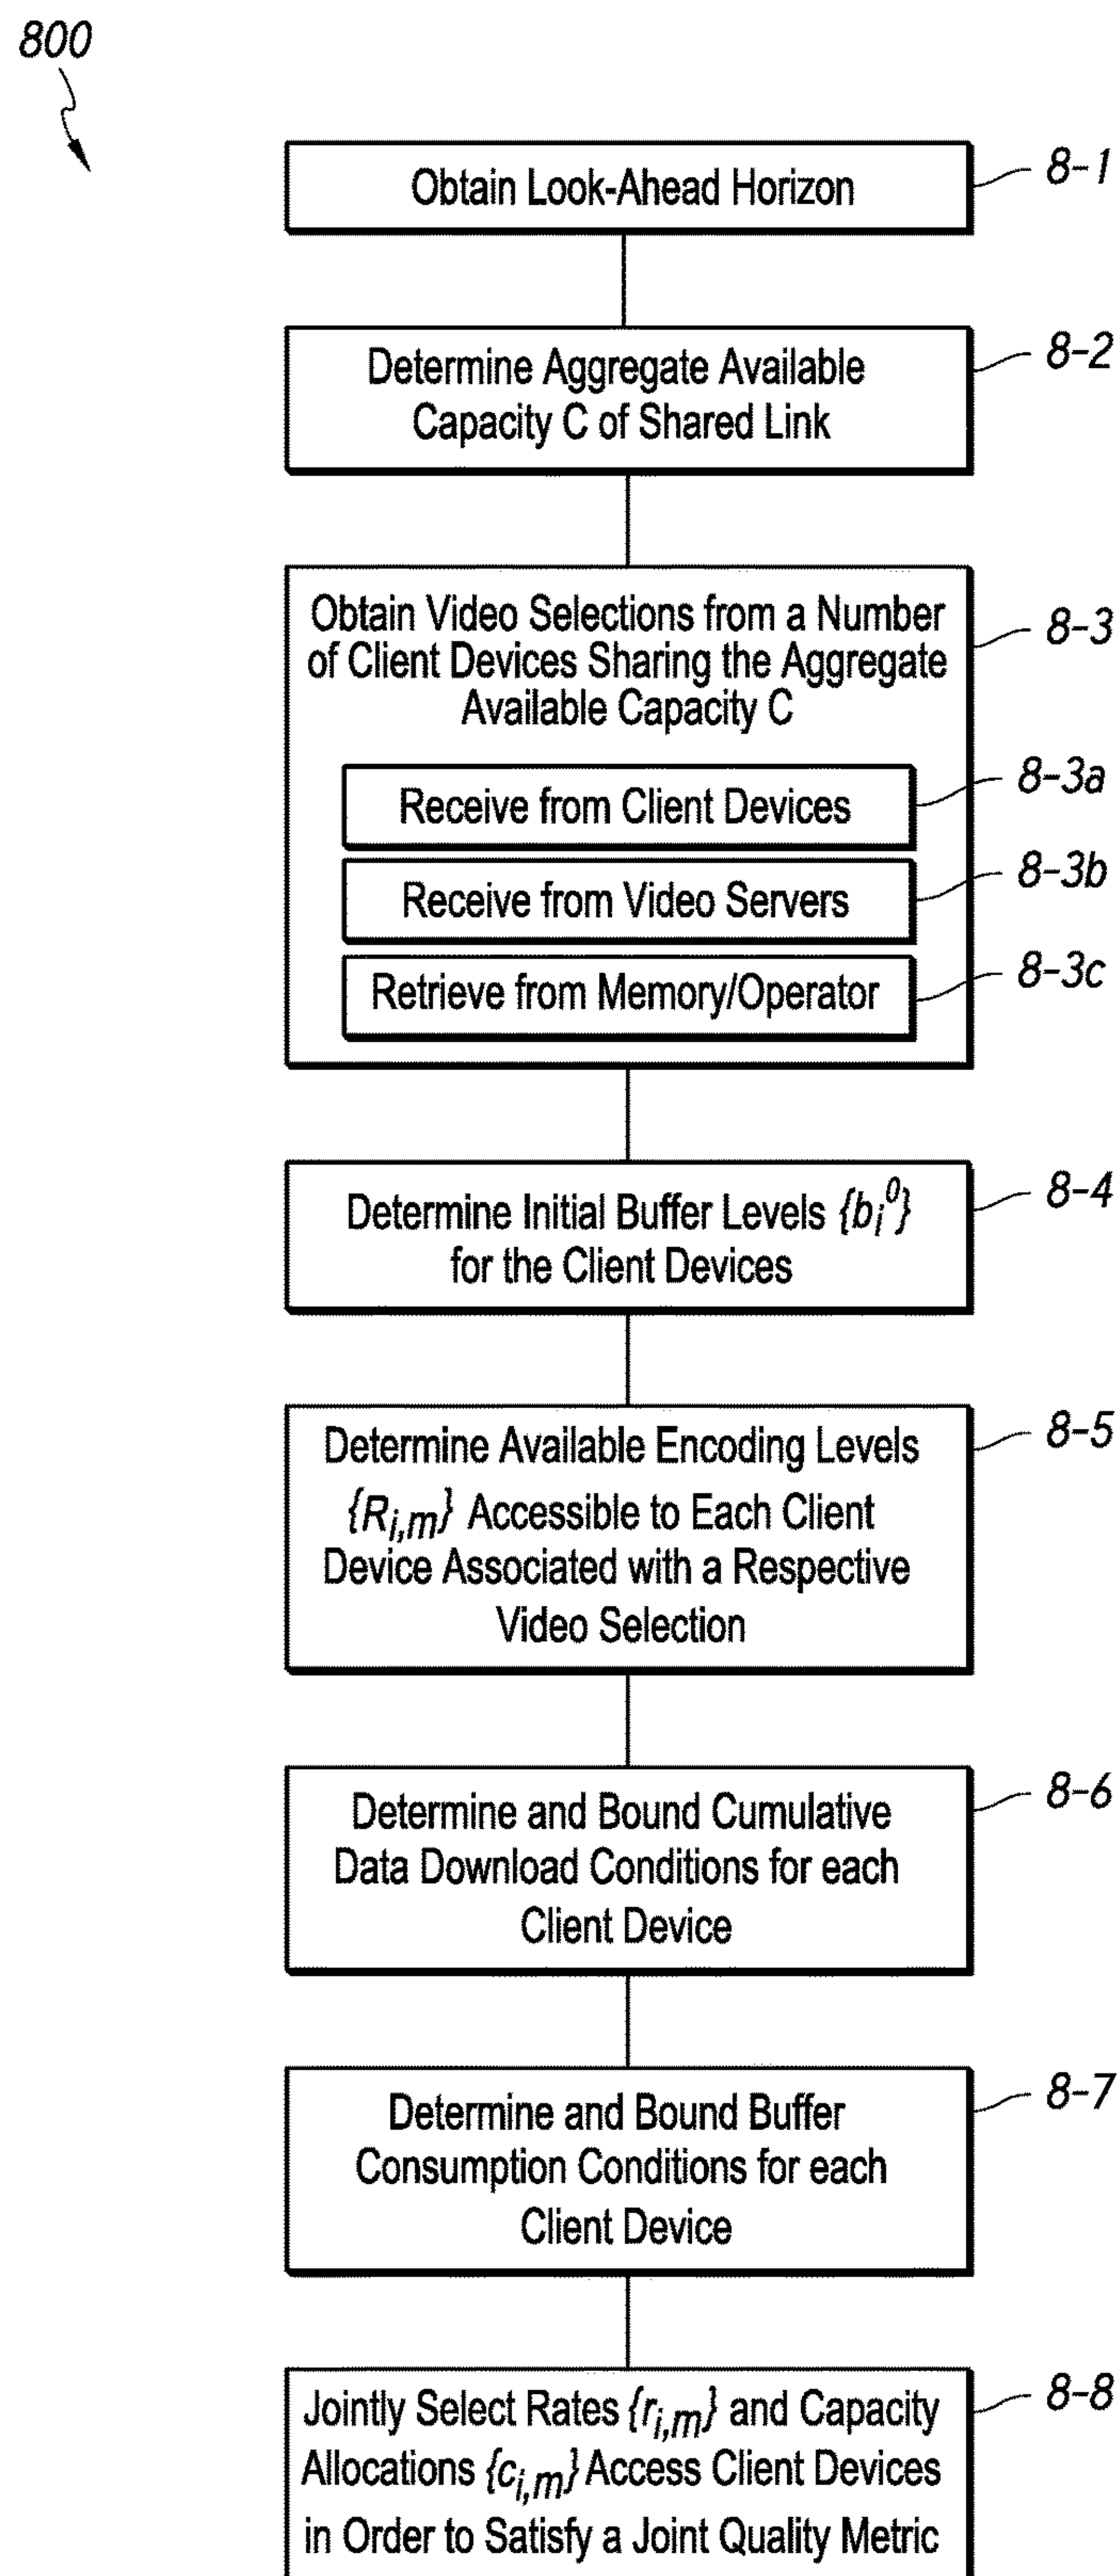 800
Obtain Look-Ahead Horizon
8-1
Determine Aggregate Available
Capacity C of Shared Link
8-2
Obtain Video Selections from a Number
of Client Devices Sharing the Aggregate
Available Capacity C
8-3
Receive from Client Devices
8-3a
Receive from Video Servers
8-3b
Retrieve from Memory/Operator
8-3c
Determine Initial Buffer Levels {b_i^0}
for the Client Devices
8-4
Determine Available Encoding Levels
{R_{i,m}} Accessible to Each Client
Device Associated with a Respective
Video Selection
8-5
Determine and Bound Cumulative
Data Download Conditions for each
Client Device
8-6
Determine and Bound Buffer
Consumption Conditions for each
Client Device
8-7
Jointly Select Rates {r_{i,m}} and Capacity
Allocations {c_{i,m}} Access Client Devices
in Order to Satisfy a Joint Quality Metric
8-8